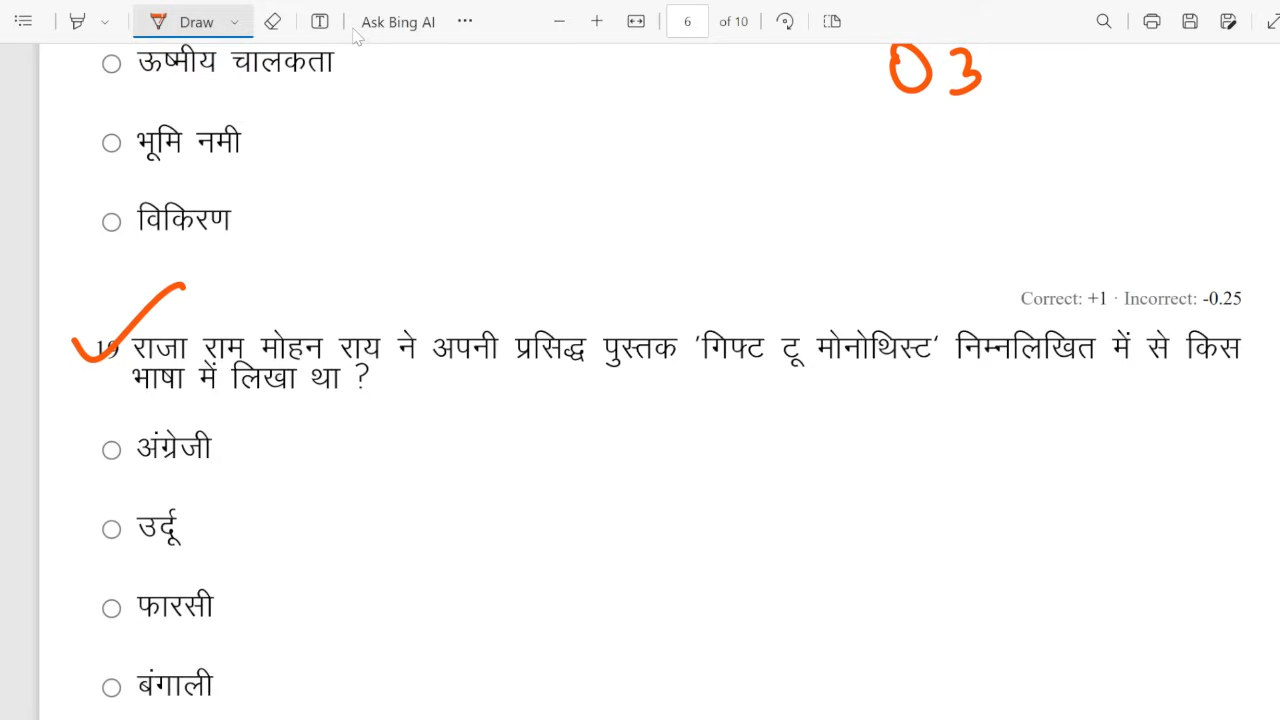 Draw
Ask Bing AI
6 of 10
ऊष्मीय चालकता
03
भूमि नमी
विकिरण
Correct: +1 · Incorrect: -0.25
19 राजा राम मोहन राय ने अपनी प्रसिद्ध पुस्तक 'गिफ्ट टू मोनोथिस्ट' निम्नलिखित में से किस
भाषा में लिखा था ?
अंग्रेजी
उर्दू
फारसी
बंगाली